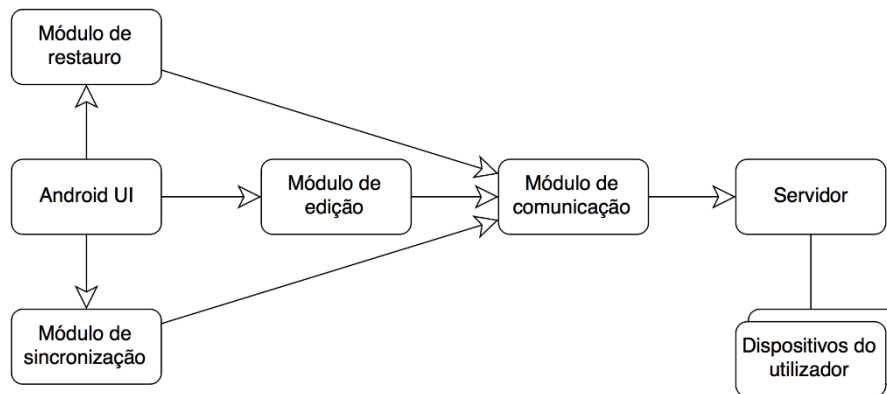 Módulo de
restauro
Android UI
Módulo de
edição
Módulo de
comunicação
Servidor
Módulo de
sincronização
Dispositivos do
utilizador